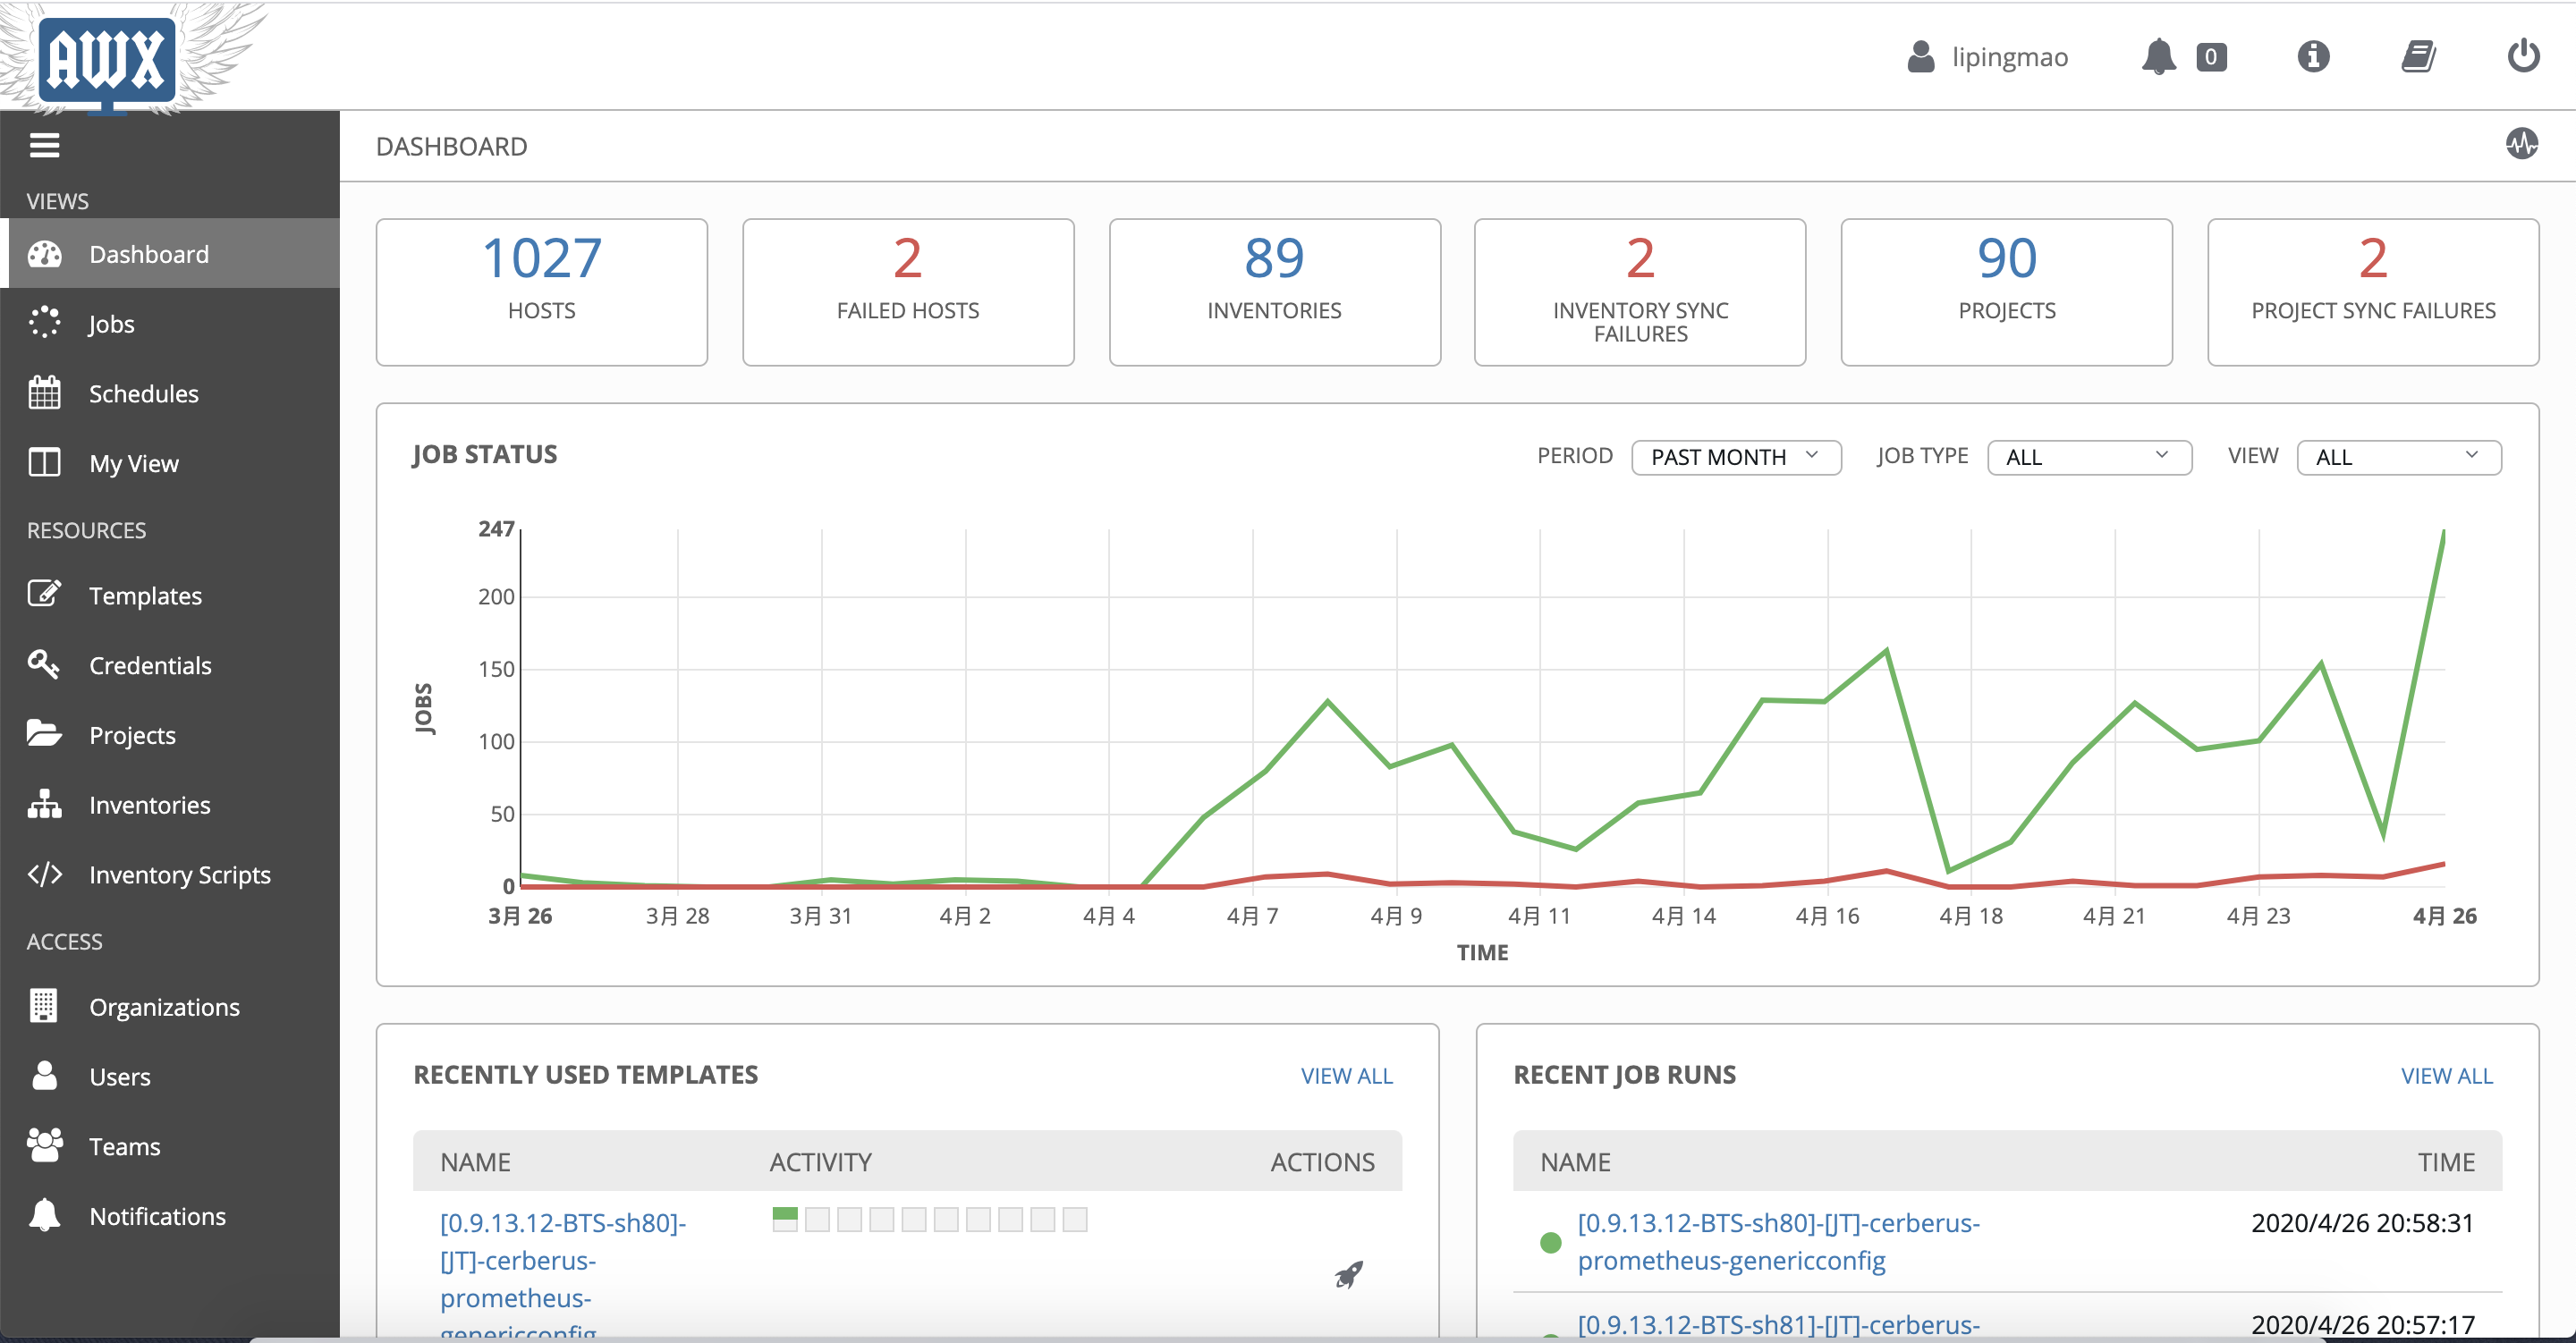 AWX
lipingmao
0
DASHBOARD
VIEWS
Dashboard
Jobs
Schedules
My View
RESOURCES
Templates
Credentials
Projects
Inventories
Inventory Scripts
ACCESS
Organizations
Users
Teams
Notifications
1027
HOSTS
2
FAILED HOSTS
89
INVENTORIES
2
INVENTORY SYNC
FAILURES
90
PROJECTS
2
PROJECT SYNC FAILURES
JOB STATUS
PERIOD PAST MONTH JOB TYPE ALL VIEW ALL
247
200
150
100
50
0
JOBS
3月 26 3月 28 3月 31 4月 2 4月 4 4月 7 4月 9 4月 11 4月 14 4月 16 4月 18 4月 21 4月 23 4月 26
TIME
RECENTLY USED TEMPLATES VIEW ALL
NAME ACTIVITY ACTIONS
[0.9.13.12-BTS-sh80]-
[JT]-cerberus-
prometheus-
genericconfig
RECENT JOB RUNS VIEW ALL
NAME TIME
[0.9.13.12-BTS-sh80]-[JT]-cerberus- 2020/4/26 20:58:31
prometheus-genericconfig
[0.9.13.12-BTS-sh81]-[JT]-cerberus- 2020/4/26 20:57:17